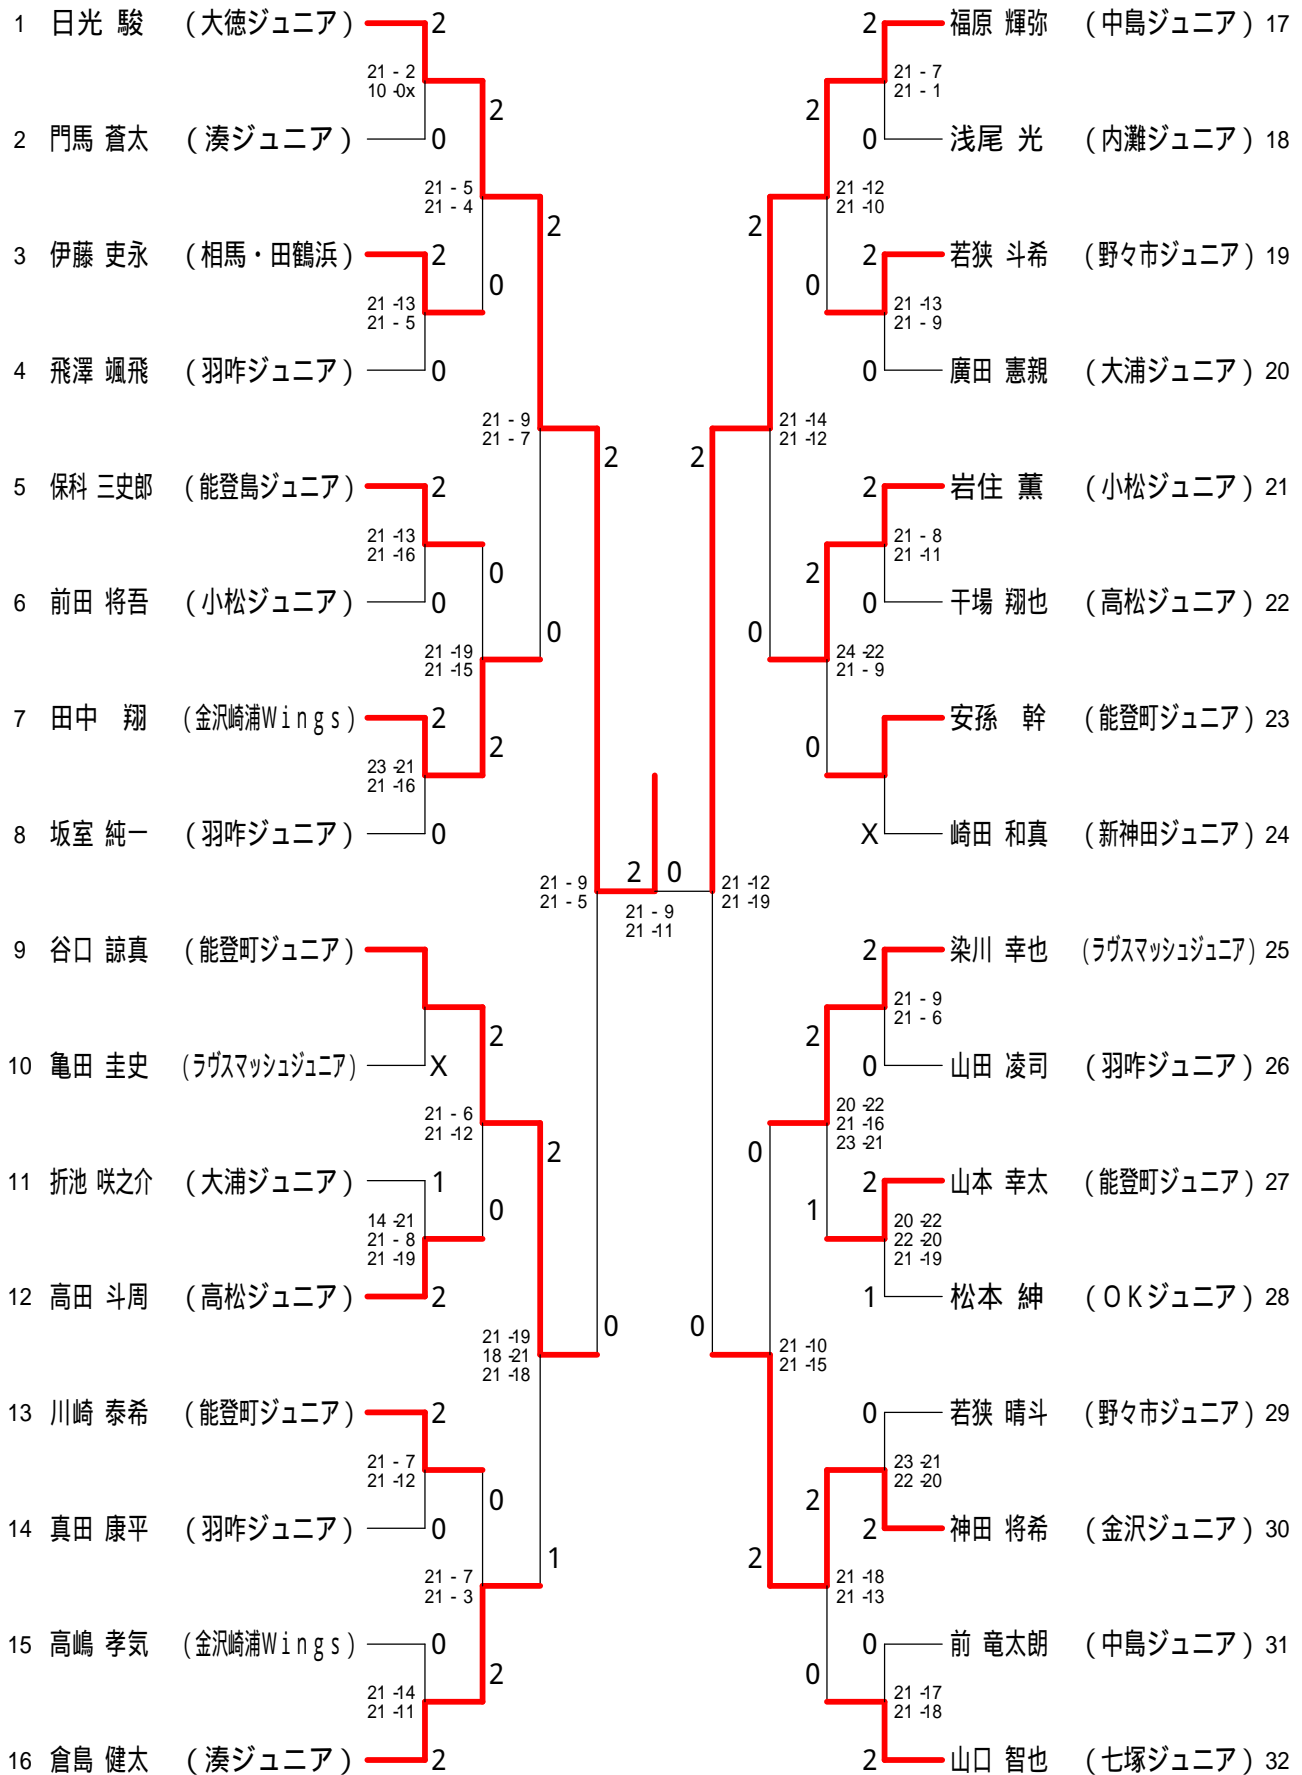 1 日光 駿 (大徳ジュニア) 2
21 - 2
10 -0x
2
2 門馬 蒼太 (湊ジュニア) 0
21 - 5
21 - 4
2
3 伊藤 吏永 (相馬・田鶴浜) 2
0
21 -13
21 - 5
4 飛澤 颯飛 (羽咋ジュニア) 0
21 - 9
21 - 7
2
5 保科 三史郎 (能登島ジュニア) 2
21 -13
21 -16
0
6 前田 将吾 (小松ジュニア) 0
0
21 -19
21 -15
7 田中 翔 (金沢崎浦Wings) 2
2
23 -21
21 -16
8 坂室 純一 (羽咋ジュニア) 0
21 - 9
21 - 5
9 谷口 諒真 (能登町ジュニア)
2
10 亀田 圭史 (ラヴスマッシュジュニア) X
21 - 6
21 -12
2
11 折池 咲之介 (大浦ジュニア) 1
0
14 -21
21 - 8
21 -19
12 高田 斗周 (高松ジュニア) 2
0
21 -19
18 -21
21 -18
13 川崎 泰希 (能登町ジュニア) 2
21 - 7
21 -12
0
14 真田 康平 (羽咋ジュニア) 0
1
21 - 7
21 - 3
15 高嶋 孝気 (金沢崎浦Wings) 0
2
21 -14
21 -11
16 倉島 健太 (湊ジュニア) 2
2 0
21 - 9
21 -11
2 福原 輝弥 (中島ジュニア) 17
21 - 7
21 - 1
2
0 浅尾 光 (内灘ジュニア) 18
21 -12
21 -10
2
2 若狭 斗希 (野々市ジュニア) 19
0
21 -13
21 - 9
0 廣田 憲親 (大浦ジュニア) 20
21 -14
21 -12
2
2 岩住 薫 (小松ジュニア) 21
21 - 8
21 -11
2
0 干場 翔也 (高松ジュニア) 22
0
24 -22
21 - 9
安孫 幹 (能登町ジュニア) 23
0
X 崎田 和真 (新神田ジュニア) 24
21 -12
21 -19
2 染川 幸也 (ラヴスマッシュジュニア) 25
21 - 9
21 - 6
2
0 山田 凌司 (羽咋ジュニア) 26
20 -22
21 -16
23 -21
0
2 山本 幸太 (能登町ジュニア) 27
1
20 -22
22 -20
21 -19
1 松本 紳 (OKジュニア) 28
0
21 -10
21 -15
0 若狭 晴斗 (野々市ジュニア) 29
23 -21
22 -20
2
2 神田 将希 (金沢ジュニア) 30
2
21 -18
21 -13
0 前 竜太朗 (中島ジュニア) 31
0
21 -17
21 -18
2 山口 智也 (七塚ジュニア) 32